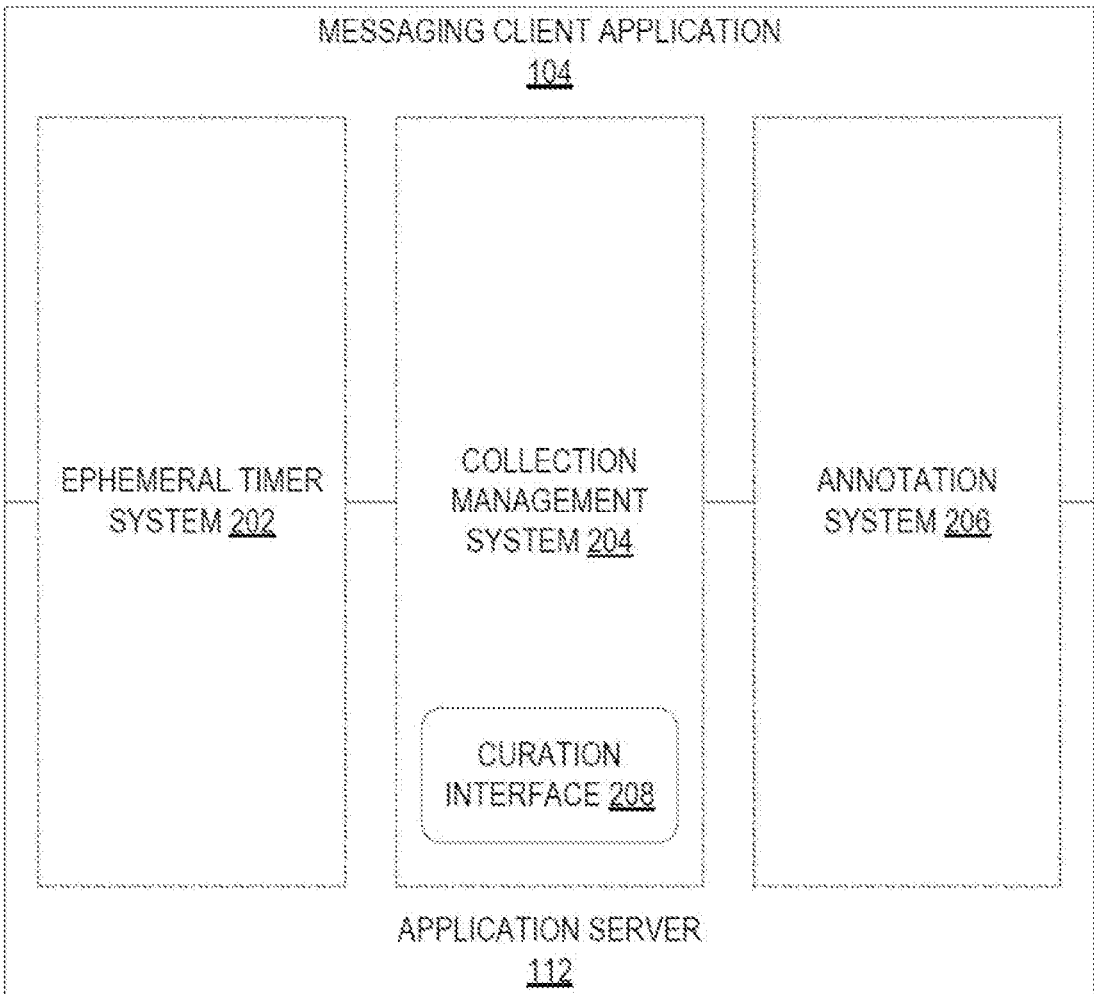 MESSAGING CLIENT APPLICATION
104
EPHEMERAL TIMER
SYSTEM 202
COLLECTION
MANAGEMENT
SYSTEM 204
ANNOTATION
SYSTEM 206
CURATION
INTERFACE 208
APPLICATION SERVER
112